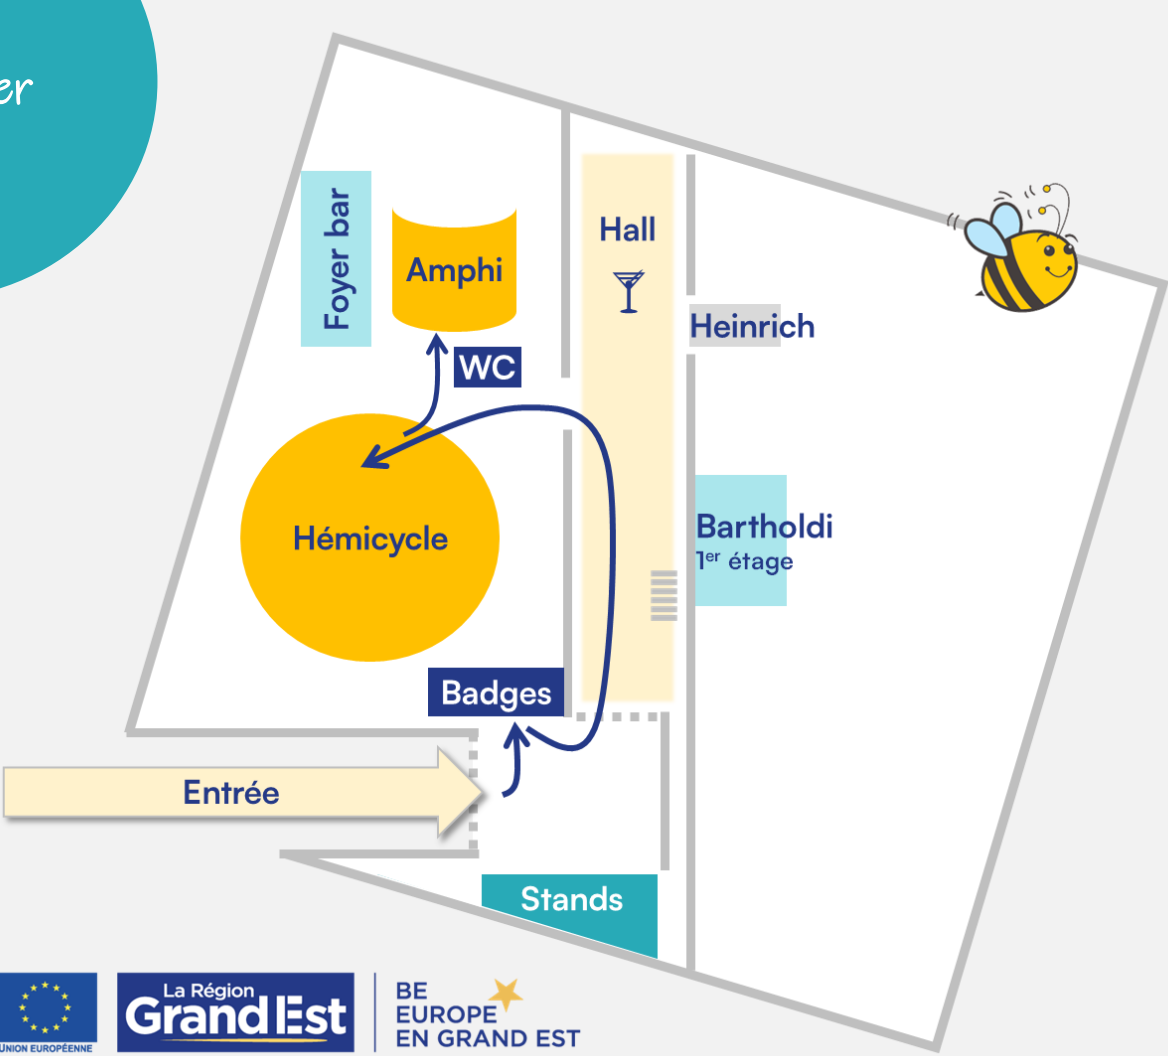 Hall
Foyer bar
Amphi
Heinrich
WC
Bartholdi
1er étage
Hémicycle
Badges
Entrée
Stands
UNION EUROPÉENNE
La Région
Grand Est
BE
EUROPE
EN GRAND EST